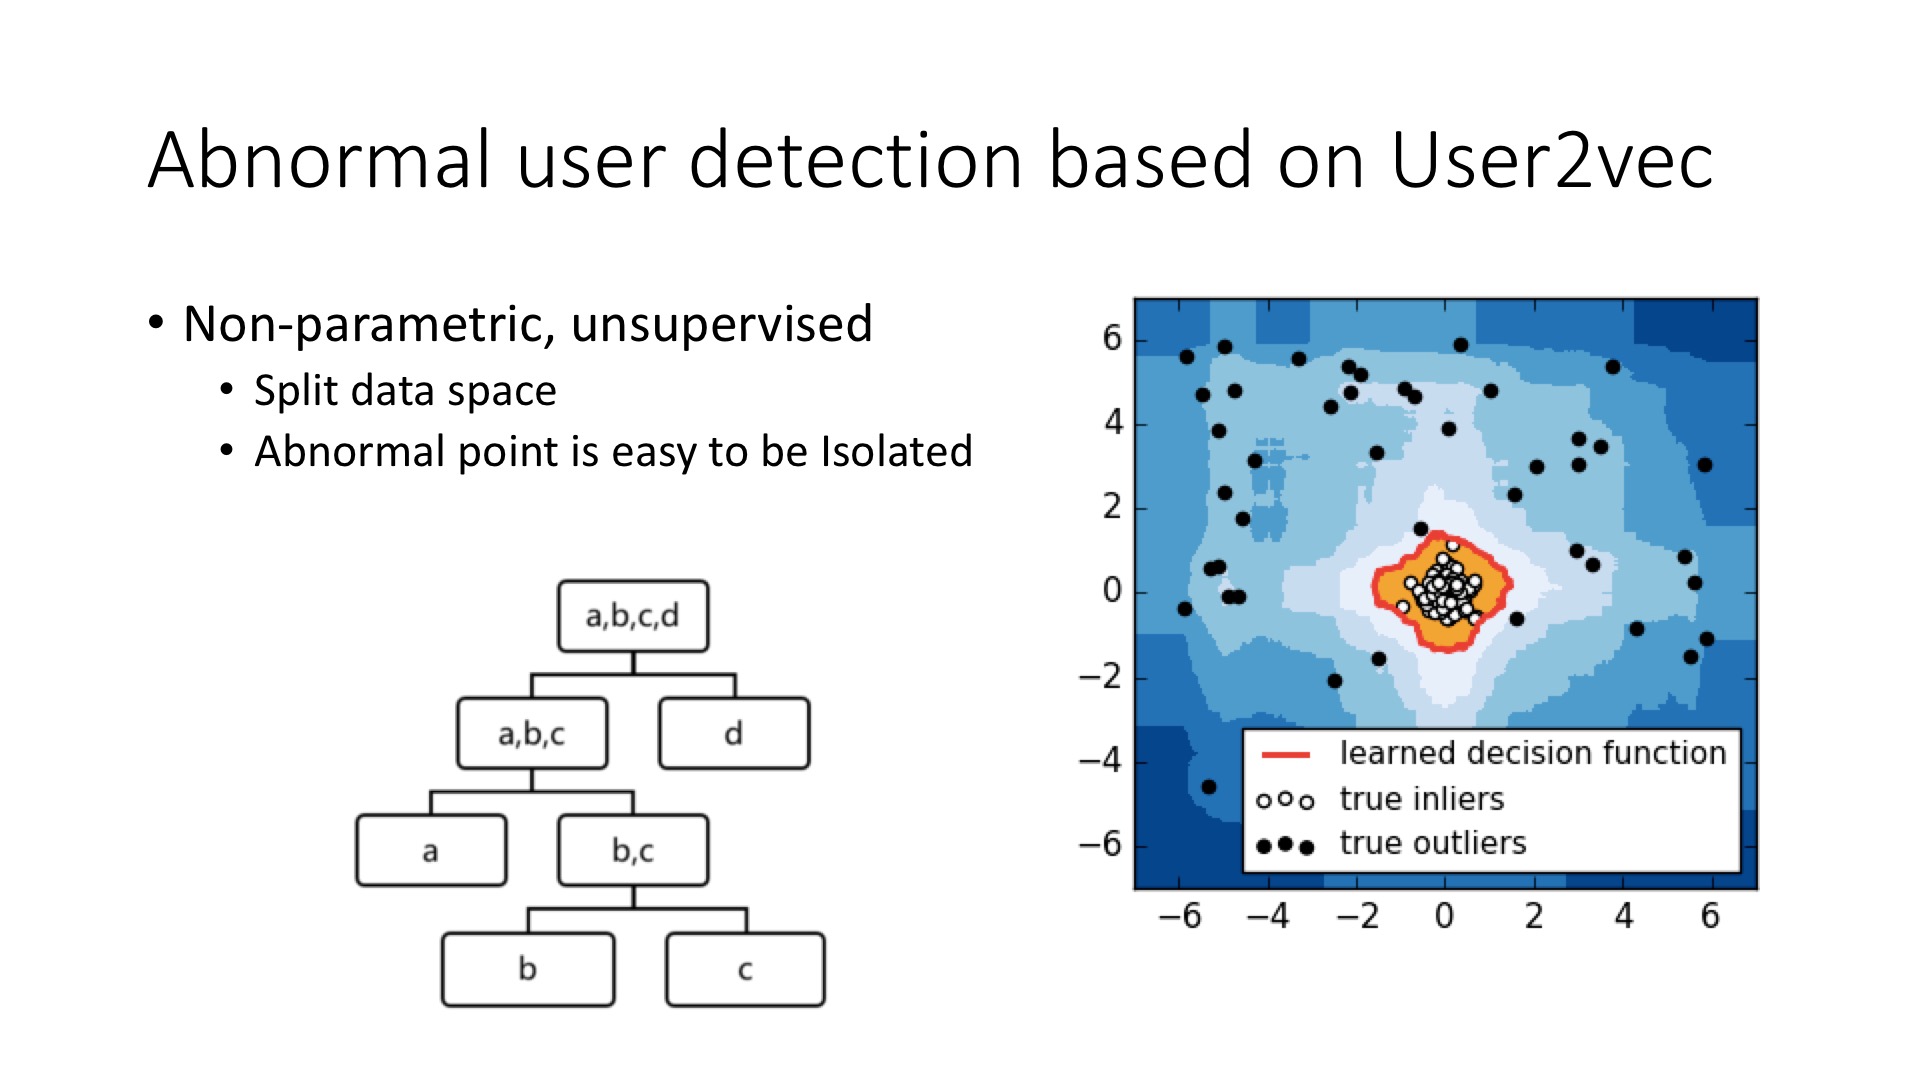 Abnormal user detection based on User2vec
• Non-parametric, unsupervised
• Split data space
• Abnormal point is easy to be Isolated
a,b,c,d
a,b,c
d
a
b,c
b
c
6
4
2
0
−2
−4
−6
learned decision function
true inliers
true outliers
−6 −4 −2 0 2 4 6